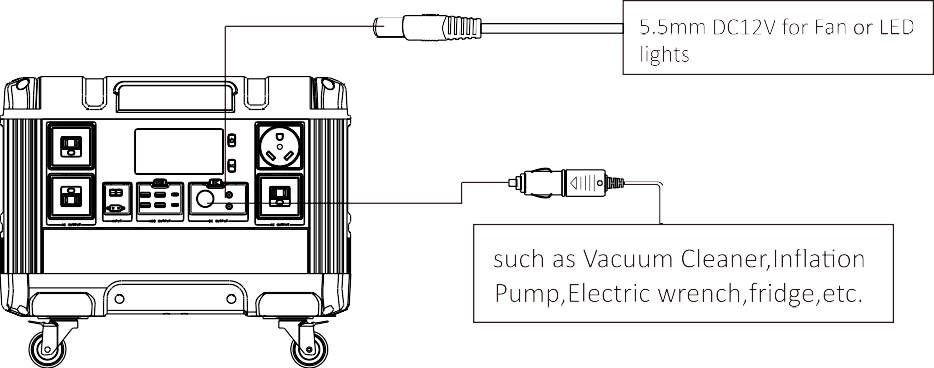 5.5mm DC12V for Fan or LED
lights
such as Vacuum Cleaner,Inflation
Pump,Electric wrench,fridge,etc.